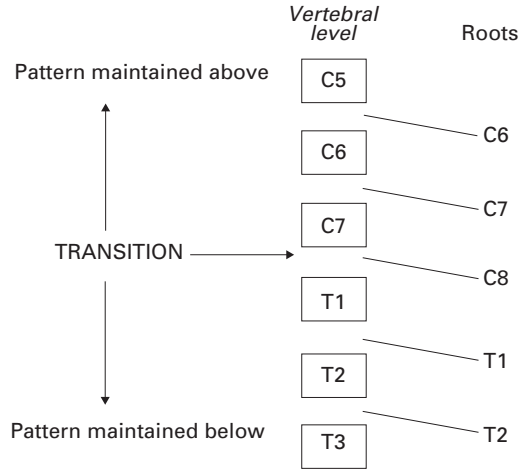 Vertebral
level
Roots
Pattern maintained above
C5
C6
C6
C7
C7
TRANSITION
C8
T1
T1
T2
Pattern maintained below
T2
T3